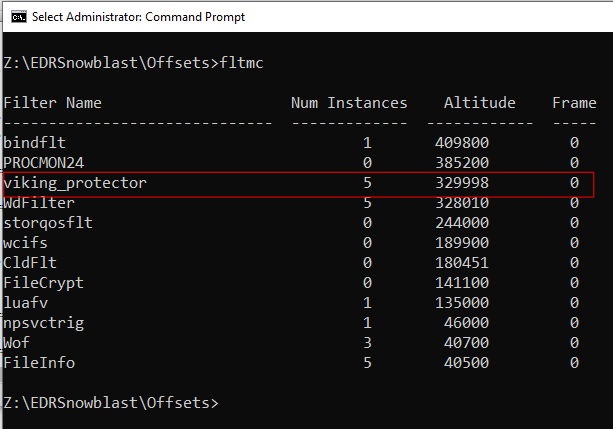 Select Administrator: Command Prompt
Z:\EDRSnowblast\Offsets>fltmc
Filter Name                     Num Instances    Altitude    Frame
------------------------------  -------------  ------------  -----
bindflt                                 1       409800         0
PROCMON24                               0       385200         0
viking_protector                        5       329998         0
WdFilter                                5       328010         0
storqosflt                              0       244000         0
wcifs                                   0       189900         0
CldFlt                                  0       180451         0
FileCrypt                               0       141100         0
luafv                                   1       135000         0
npsvctrig                               1        46000         0
Wof                                     3        40700         0
FileInfo                                5        40500         0
Z:\EDRSnowblast\Offsets>